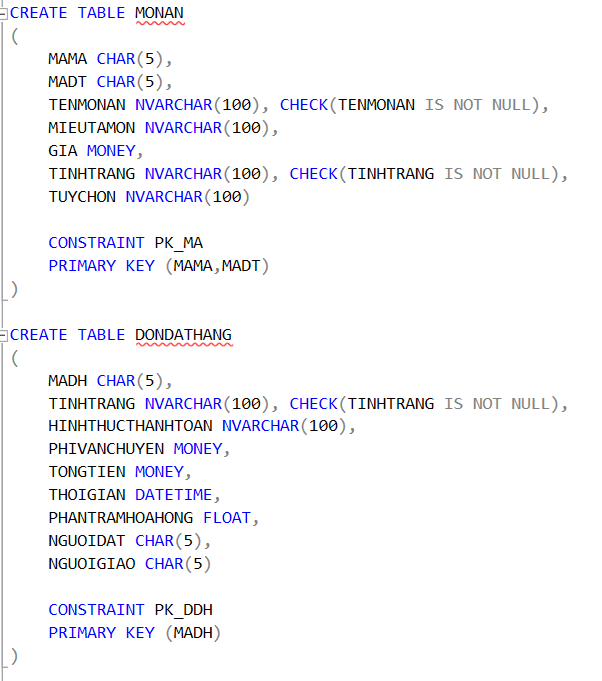 CREATE TABLE MONAN
(
MAMA CHAR(5),
MADT CHAR(5),
TENMONAN NVARCHAR(100), CHECK(TENMONAN IS NOT NULL),
MIEUTAMON NVARCHAR(100),
GIA MONEY,
TINHTRANG NVARCHAR(100), CHECK(TINHTRANG IS NOT NULL),
TUYCHON NVARCHAR(100)
CONSTRAINT PK_MA
PRIMARY KEY (MAMA,MADT)
)
CREATE TABLE DONDATHANG
(
MADH CHAR(5),
TINHTRANG NVARCHAR(100), CHECK(TINHTRANG IS NOT NULL),
HINHTHUCTHANHTOAN NVARCHAR(100),
PHIVANCHUYEN MONEY,
TONGTIEN MONEY,
THOIGIAN DATETIME,
PHANTRAMHOAHONG FLOAT,
NGUOIDAT CHAR(5),
NGUOIGIAO CHAR(5)
CONSTRAINT PK_DDH
PRIMARY KEY (MADH)
)